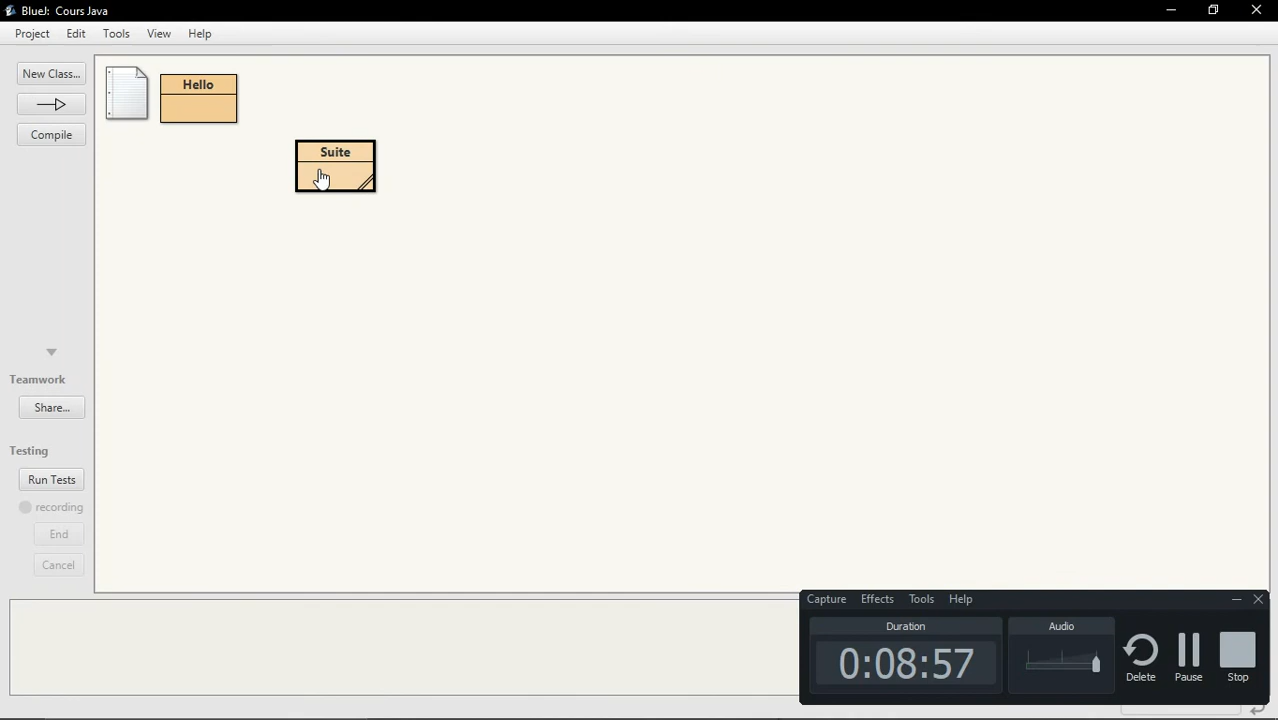 BlueJ: Cours Java
Project Edit Tools View Help
New Class...
Compile
Hello
Suite
Teamwork
Share...
Testing
Run Tests
recording
End
Cancel
Capture Effects Tools Help
Duration
Audio
0:08:57
Delete
Pause
Stop